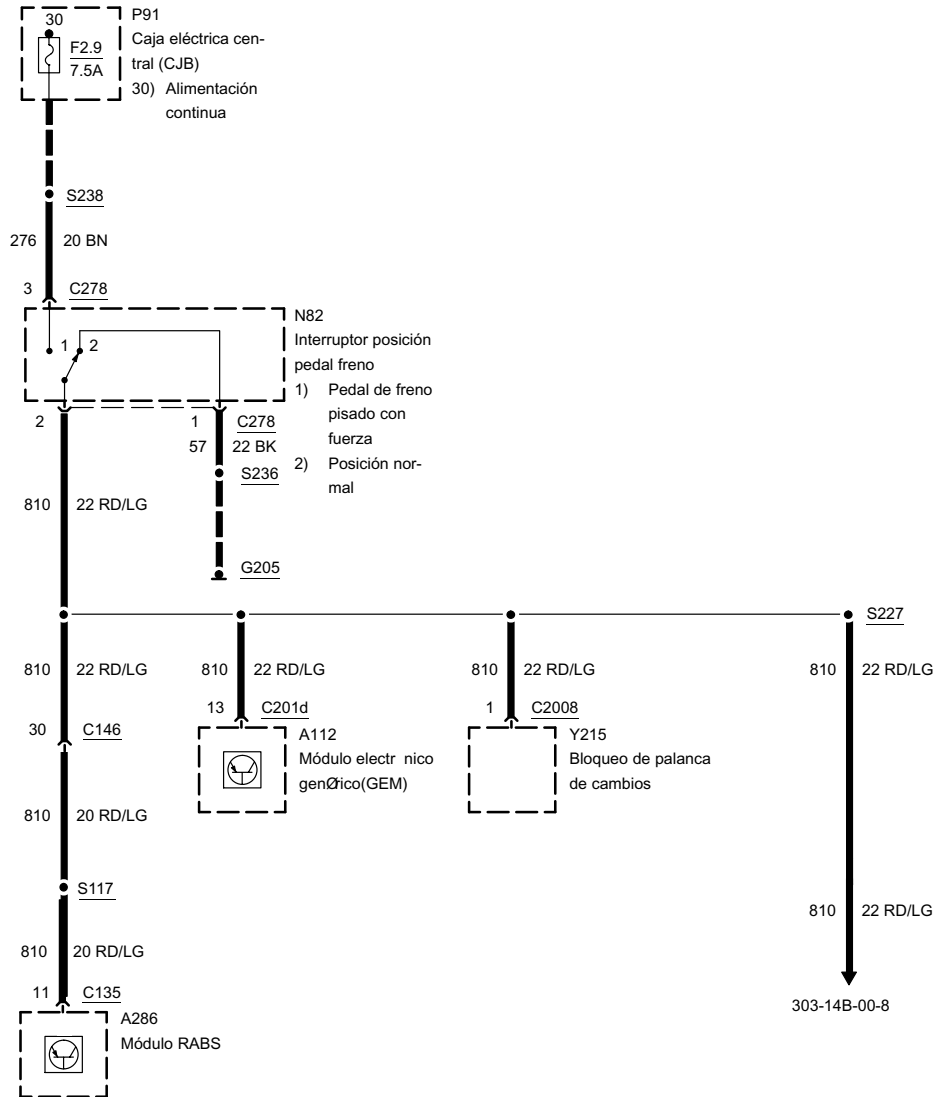 30
F2.9
7.5A
P91
Caja eléctrica cen-
tral (CJB)
30) Alimentación
continua
S238
276 20 BN
3 C278
1 2
N82
Interruptor posición
pedal freno
1) Pedal de freno
pisado con
fuerza
2) Posición nor-
mal
2
1 C278
57 22 BK
S236
810 22 RD/LG
G205
S227
810 22 RD/LG
810 22 RD/LG
810 22 RD/LG
810 22 RD/LG
30 C146
13 C201d
1 C2008
A112
Módulo electr nico
genØrico(GEM)
Y215
Bloqueo de palanca
de cambios
810 20 RD/LG
S117
810 22 RD/LG
810 20 RD/LG
11 C135
303-14B-00-8
A286
Módulo RABS